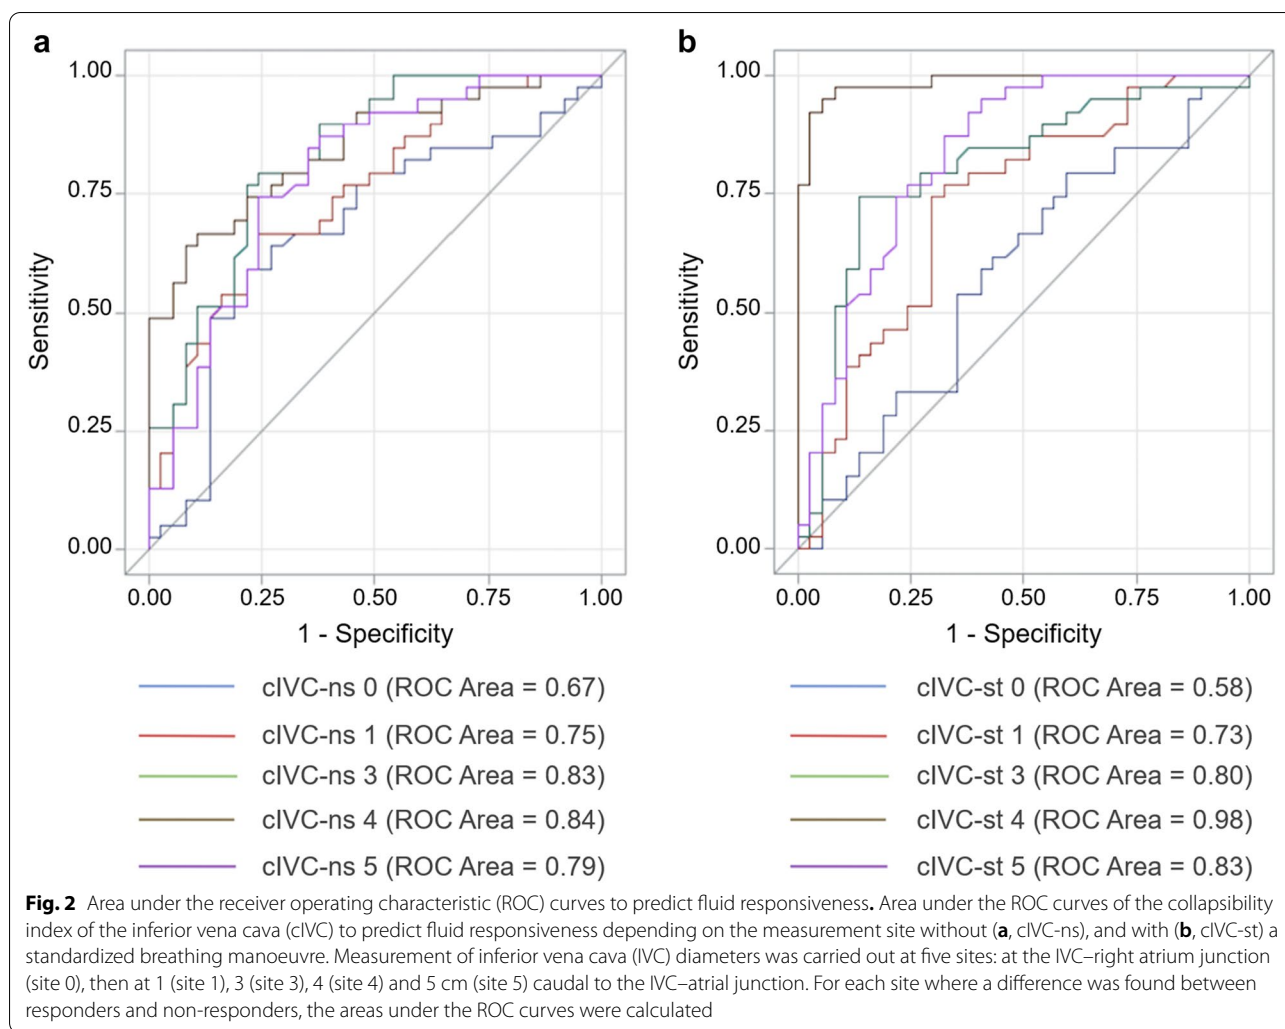 a
1.00
0.75
0.50
0.25
0.00
Sensitivity
0.00 0.25 0.50 0.75 1.00
1 - Specificity
cIVC-ns 0 (ROC Area = 0.67)
cIVC-ns 1 (ROC Area = 0.75)
cIVC-ns 3 (ROC Area = 0.83)
cIVC-ns 4 (ROC Area = 0.84)
cIVC-ns 5 (ROC Area = 0.79)
b
1.00
0.75
0.50
0.25
0.00
Sensitivity
0.00 0.25 0.50 0.75 1.00
1 - Specificity
cIVC-st 0 (ROC Area = 0.58)
cIVC-st 1 (ROC Area = 0.73)
cIVC-st 3 (ROC Area = 0.80)
cIVC-st 4 (ROC Area = 0.98)
cIVC-st 5 (ROC Area = 0.83)
Fig. 2 Area under the receiver operating characteristic (ROC) curves to predict fluid responsiveness. Area under the ROC curves of the collapsibility
index of the inferior vena cava (cIVC) to predict fluid responsiveness depending on the measurement site without (a, cIVC-ns), and with (b, cIVC-st) a
standardized breathing manoeuvre. Measurement of inferior vena cava (IVC) diameters was carried out at five sites: at the IVC–right atrium junction
(site 0), then at 1 (site 1), 3 (site 3), 4 (site 4) and 5 cm (site 5) caudal to the IVC–atrial junction. For each site where a difference was found between
responders and non-responders, the areas under the ROC curves were calculated